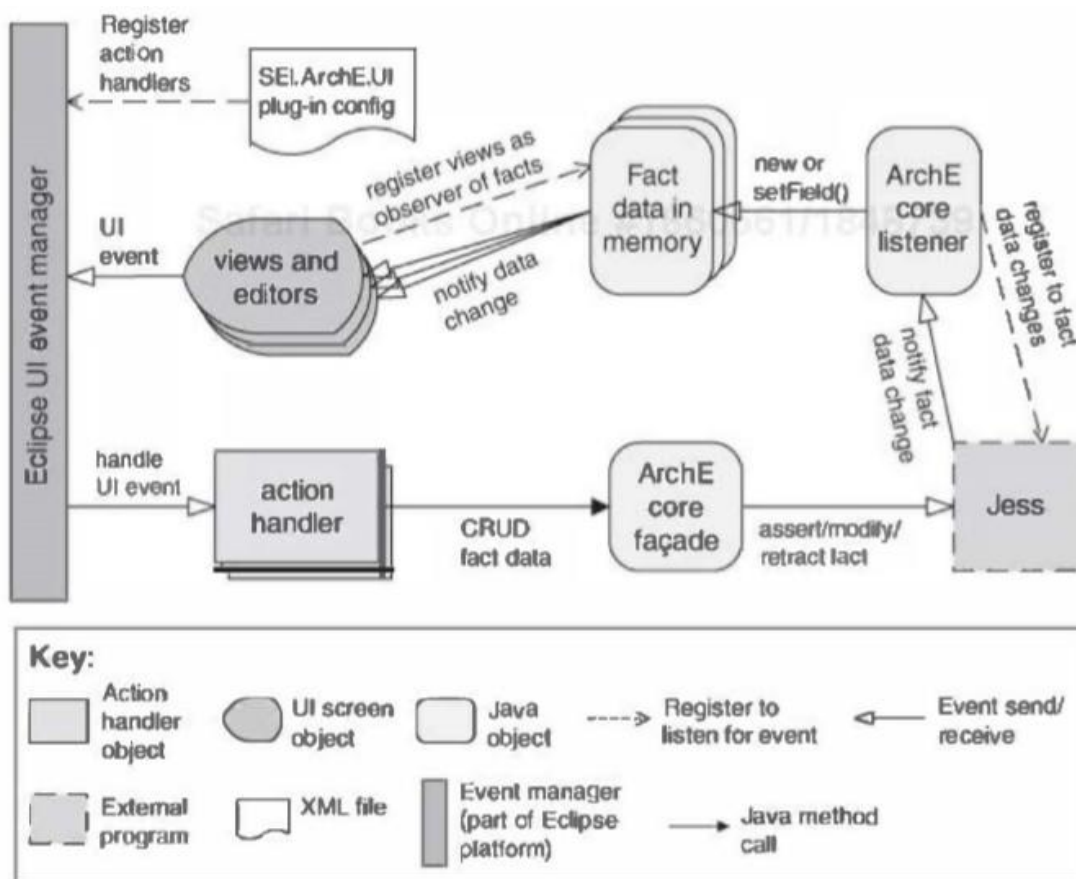 Register
action
handlers
SEI.ArchE.UI
plug-in config
Eclipse UI event manager
register views as
observer of facts
Fact
data in
memory
new or
setField()
ArchE
core
listener
register to fact
data changes
UI
event
views and
editors
notify data
change
notify fact
data change
handle
UI event
action
handler
CRUD
fact data
ArchE
core
façade
assert/modify/
retract fact
Jess
Safari Books Online
Key:
Action
handler
object
UI screen
object
Java
object
Register to
listen for event
Event send/
receive
External
program
XML file
Event manager
(part of Eclipse
platform)
Java method
call